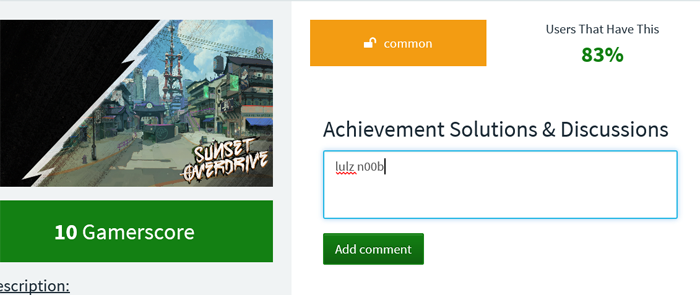 SUNSET
OVERDRIVE
10 Gamerscore
escription:
common
Users That Have This
83%
Achievement Solutions & Discussions
lulz n00b
Add comment